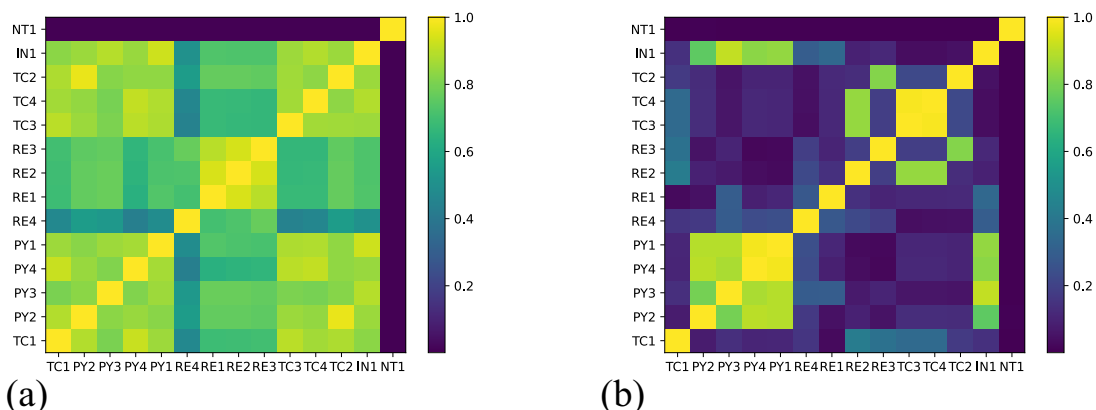 NT1
IN1
TC2
TC4
TC3
RE3
RE2
RE1
RE4
PY1
PY4
PY3
PY2
TC1
TC1 PY2 PY3 PY4 PY1 RE4 RE1 RE2 RE3 TC3 TC4 TC2 IN1 NT1
1.0
0.8
0.6
0.4
0.2
(a)
NT1
IN1
TC2
TC4
TC3
RE3
RE2
RE1
RE4
PY1
PY4
PY3
PY2
TC1
TC1 PY2 PY3 PY4 PY1 RE4 RE1 RE2 RE3 TC3 TC4 TC2 IN1 NT1
1.0
0.8
0.6
0.4
0.2
(b)